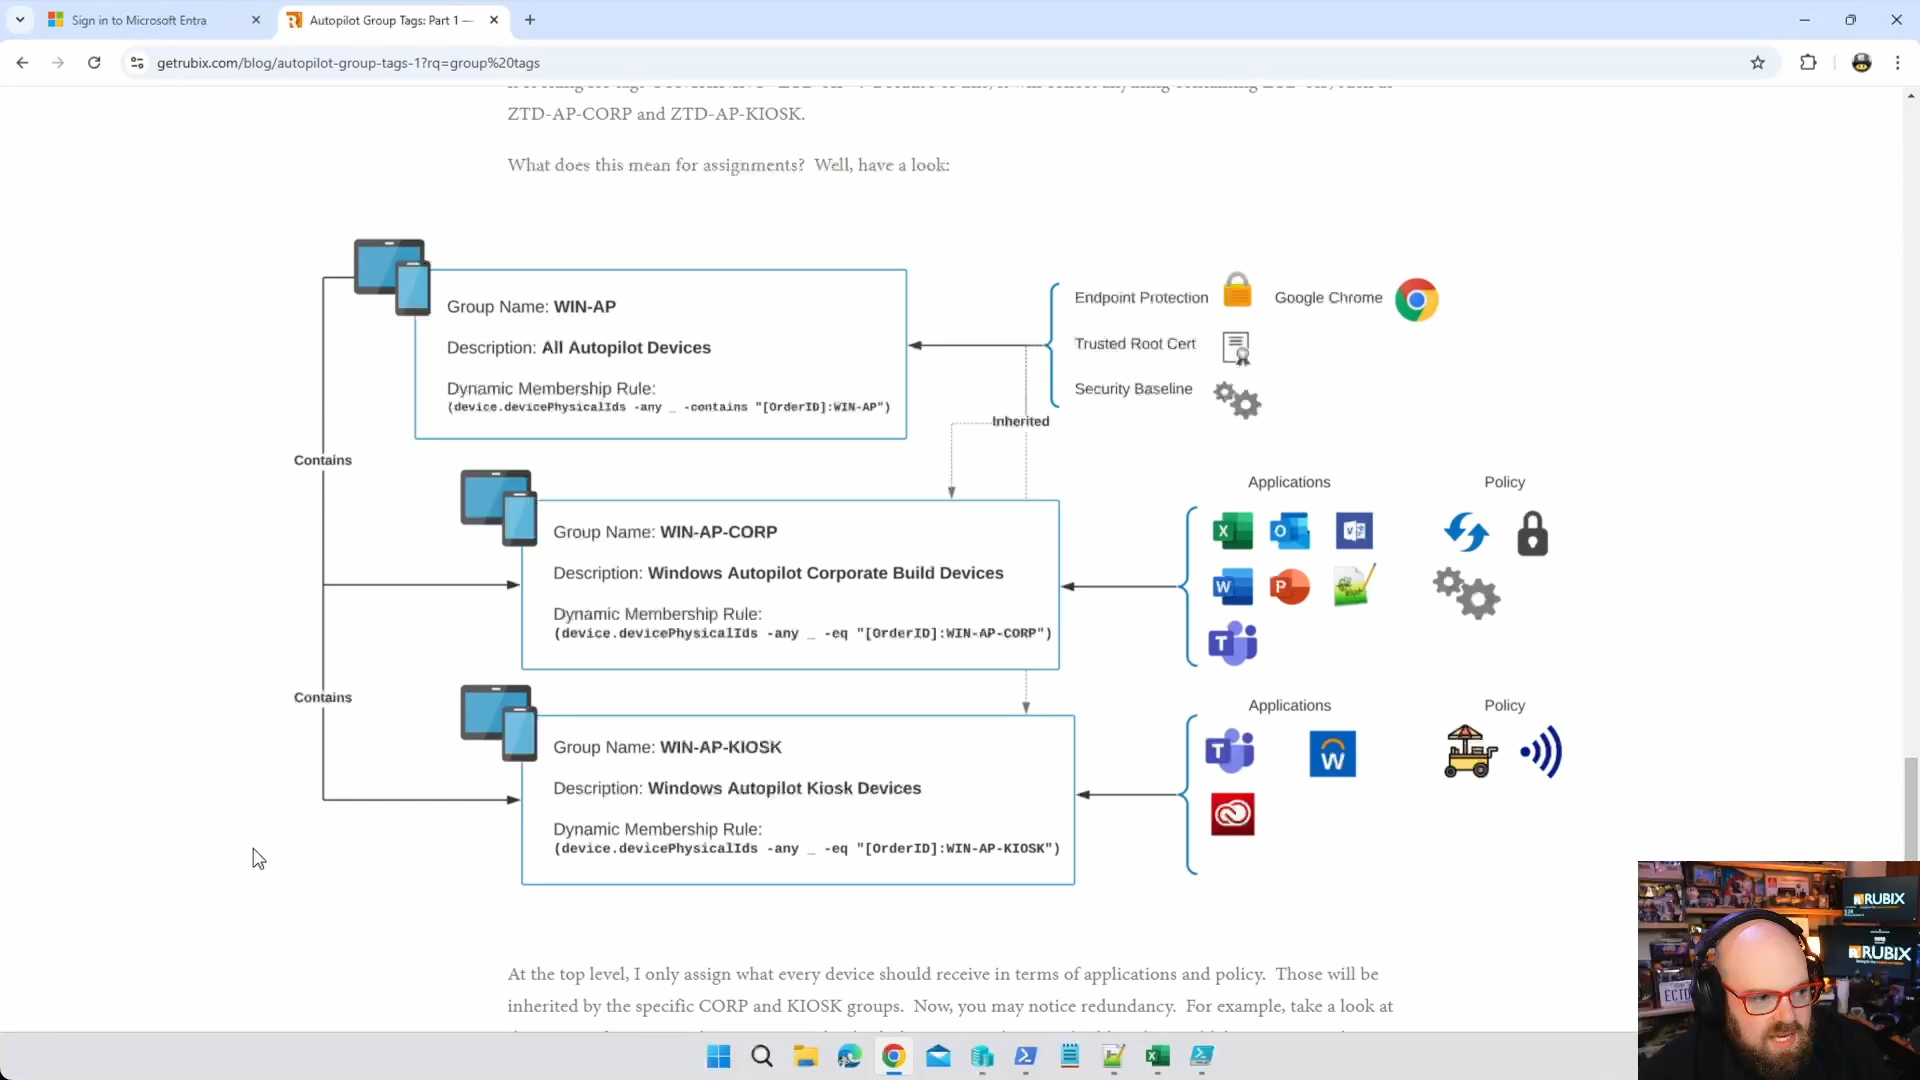 Sign in to Microsoft Entra
Autopilot Group Tags: Part 1 —
getrubix.com/blog/autopilot-group-tags-1?rq=group%20tags
ZTD-AP-CORP and ZTD-AP-KIOSK.
What does this mean for assignments? Well, have a look:
Group Name: WIN-AP
Description: All Autopilot Devices
Dynamic Membership Rule:
(device.devicePhysicalIds -any _ -contains "[OrderID]:WIN-AP")
Endpoint Protection
Google Chrome
Trusted Root Cert
Security Baseline
Inherited
Contains
Group Name: WIN-AP-CORP
Description: Windows Autopilot Corporate Build Devices
Dynamic Membership Rule:
(device.devicePhysicalIds -any _ -eq "[OrderID]:WIN-AP-CORP")
Applications
Policy
Contains
Group Name: WIN-AP-KIOSK
Description: Windows Autopilot Kiosk Devices
Dynamic Membership Rule:
(device.devicePhysicalIds -any _ -eq "[OrderID]:WIN-AP-KIOSK")
Applications
Policy
At the top level, I only assign what every device should receive in terms of applications and policy. Those will be
inherited by the specific CORP and KIOSK groups. Now, you may notice redundancy. For example, take a look at
RUBIX
RUBIX
ECTO